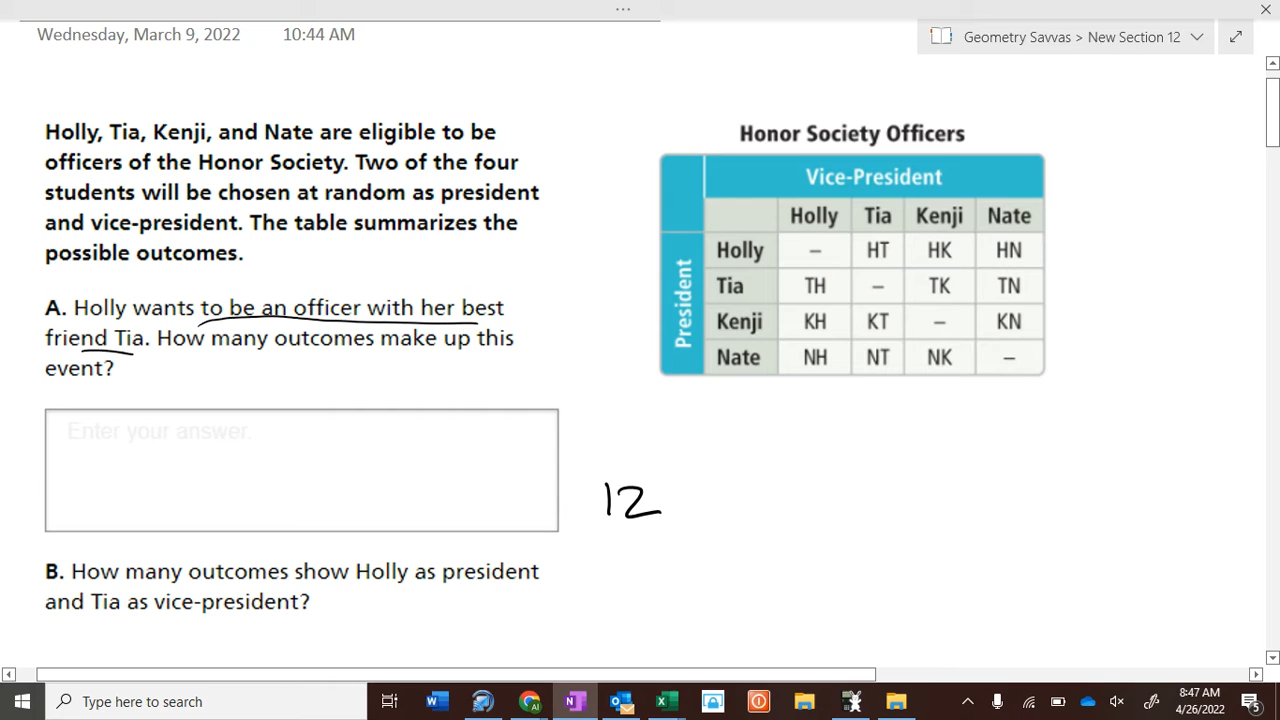 Wednesday, March 9, 2022 10:44 AM
Geometry Savvas > New Section 12
Holly, Tia, Kenji, and Nate are eligible to be
officers of the Honor Society. Two of the four
students will be chosen at random as president
and vice-president. The table summarizes the
possible outcomes.
A. Holly wants to be an officer with her best
friend Tia. How many outcomes make up this
event?
Enter your answer.
12
B. How many outcomes show Holly as president
and Tia as vice-president?
Honor Society Officers
Vice-President
Holly Tia Kenji Nate
President
Holly – HT HK HN
Tia TH – TK TN
Kenji KH KT – KN
Nate NH NT NK –
Type here to search
8:47 AM
4/26/2022
5